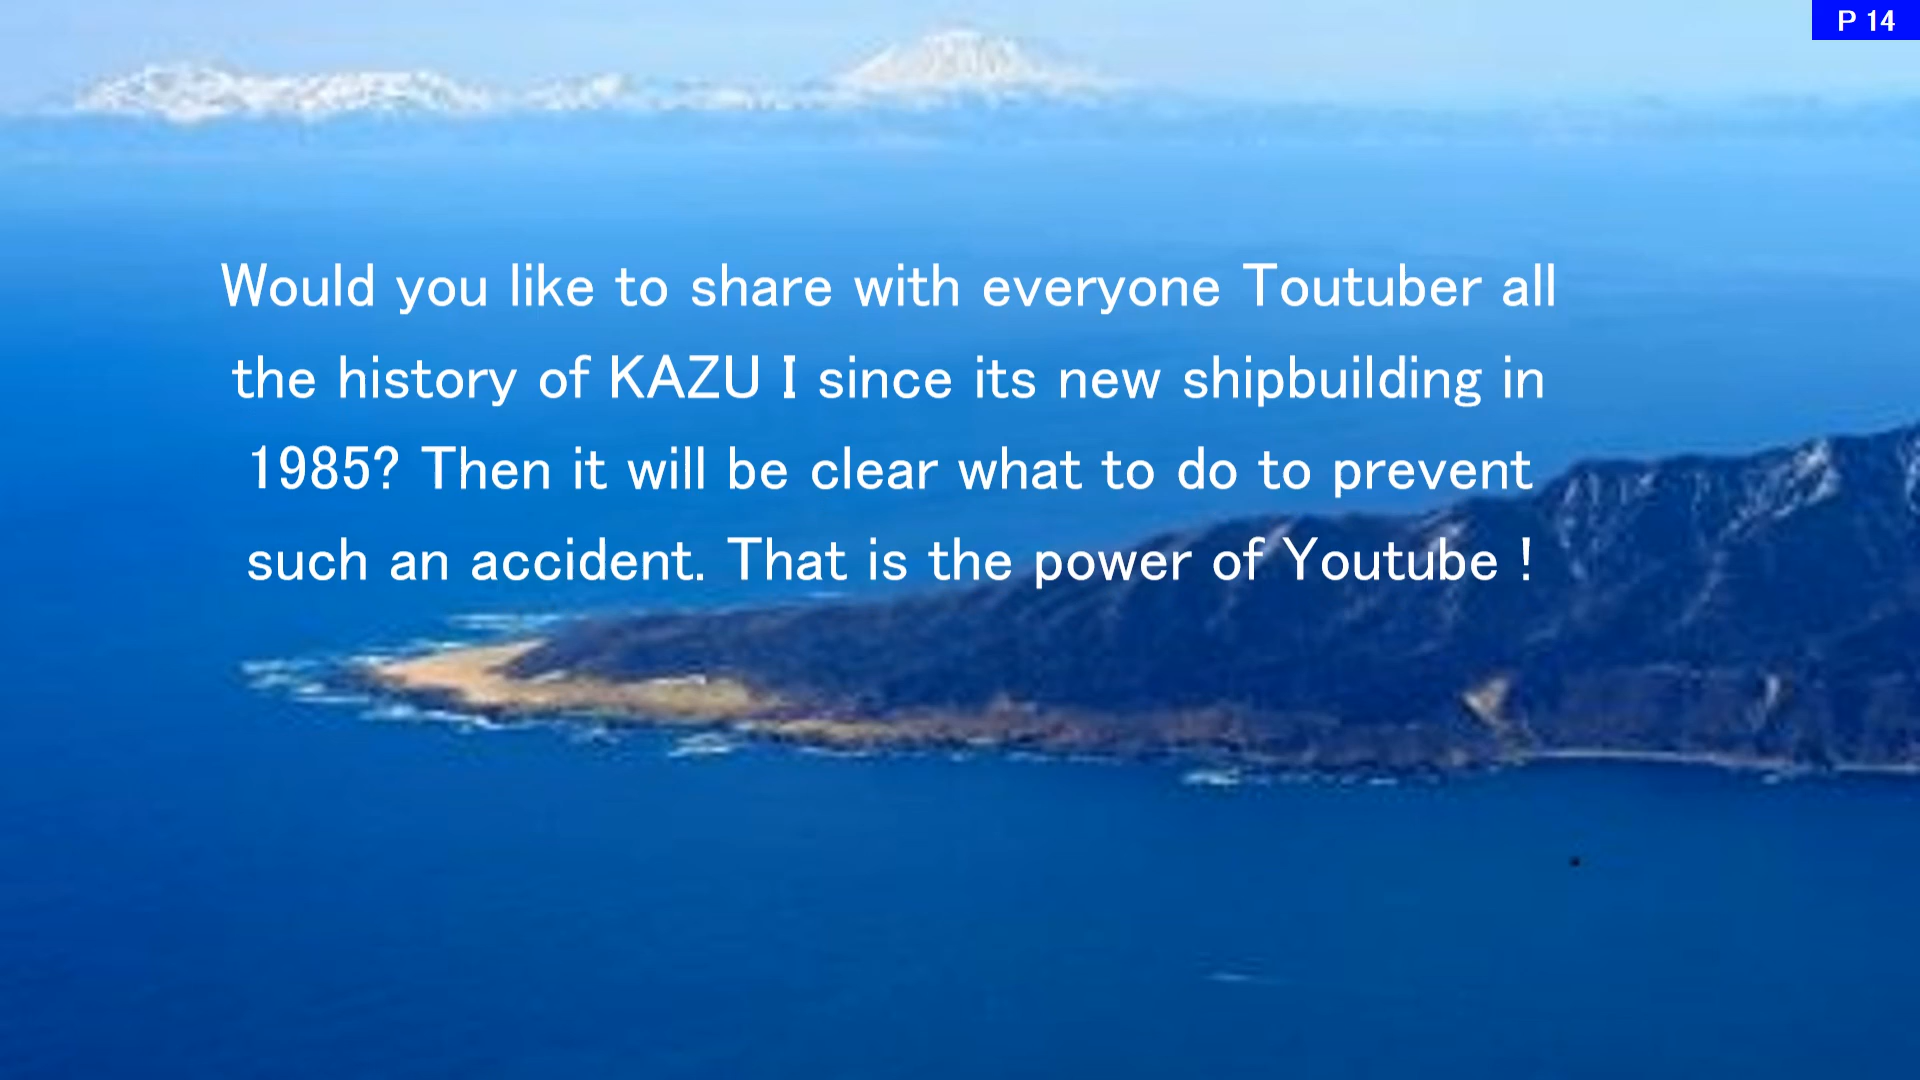 P 14
Would you like to share with everyone Toutuber all
the history of KAZU I since its new shipbuilding in
1985? Then it will be clear what to do to prevent
such an accident. That is the power of Youtube !